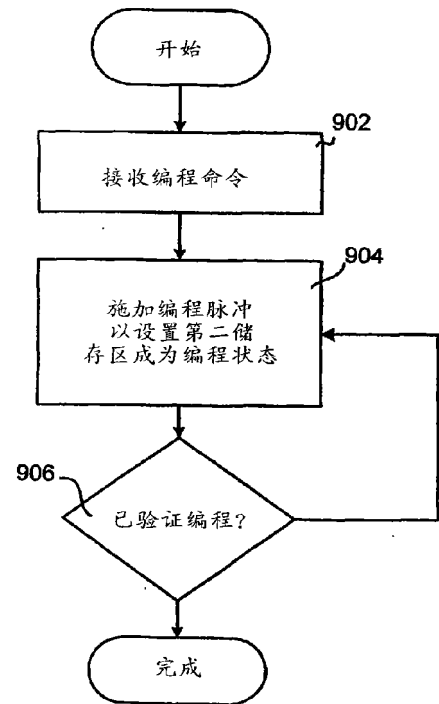 开始
902
接收编程命令
904
施加编程脉冲
以设置第二储
存区成为编程状态
906
已验证编程?
完成